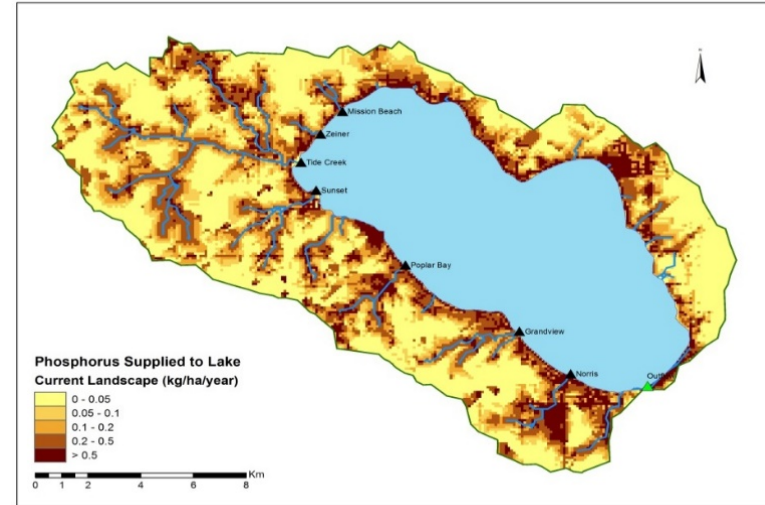 Mission Beach
Zeiner
Tide Creek
Sunset
Poplar Bay
Grandview
Norris
Phosphorus Supplied to Lake
Current Landscape (kg/ha/year)
0 - 0.05
0.05 - 0.1
0.1 - 0.2
0.2 - 0.5
> 0.5
Km
0 1 2 4 6 8